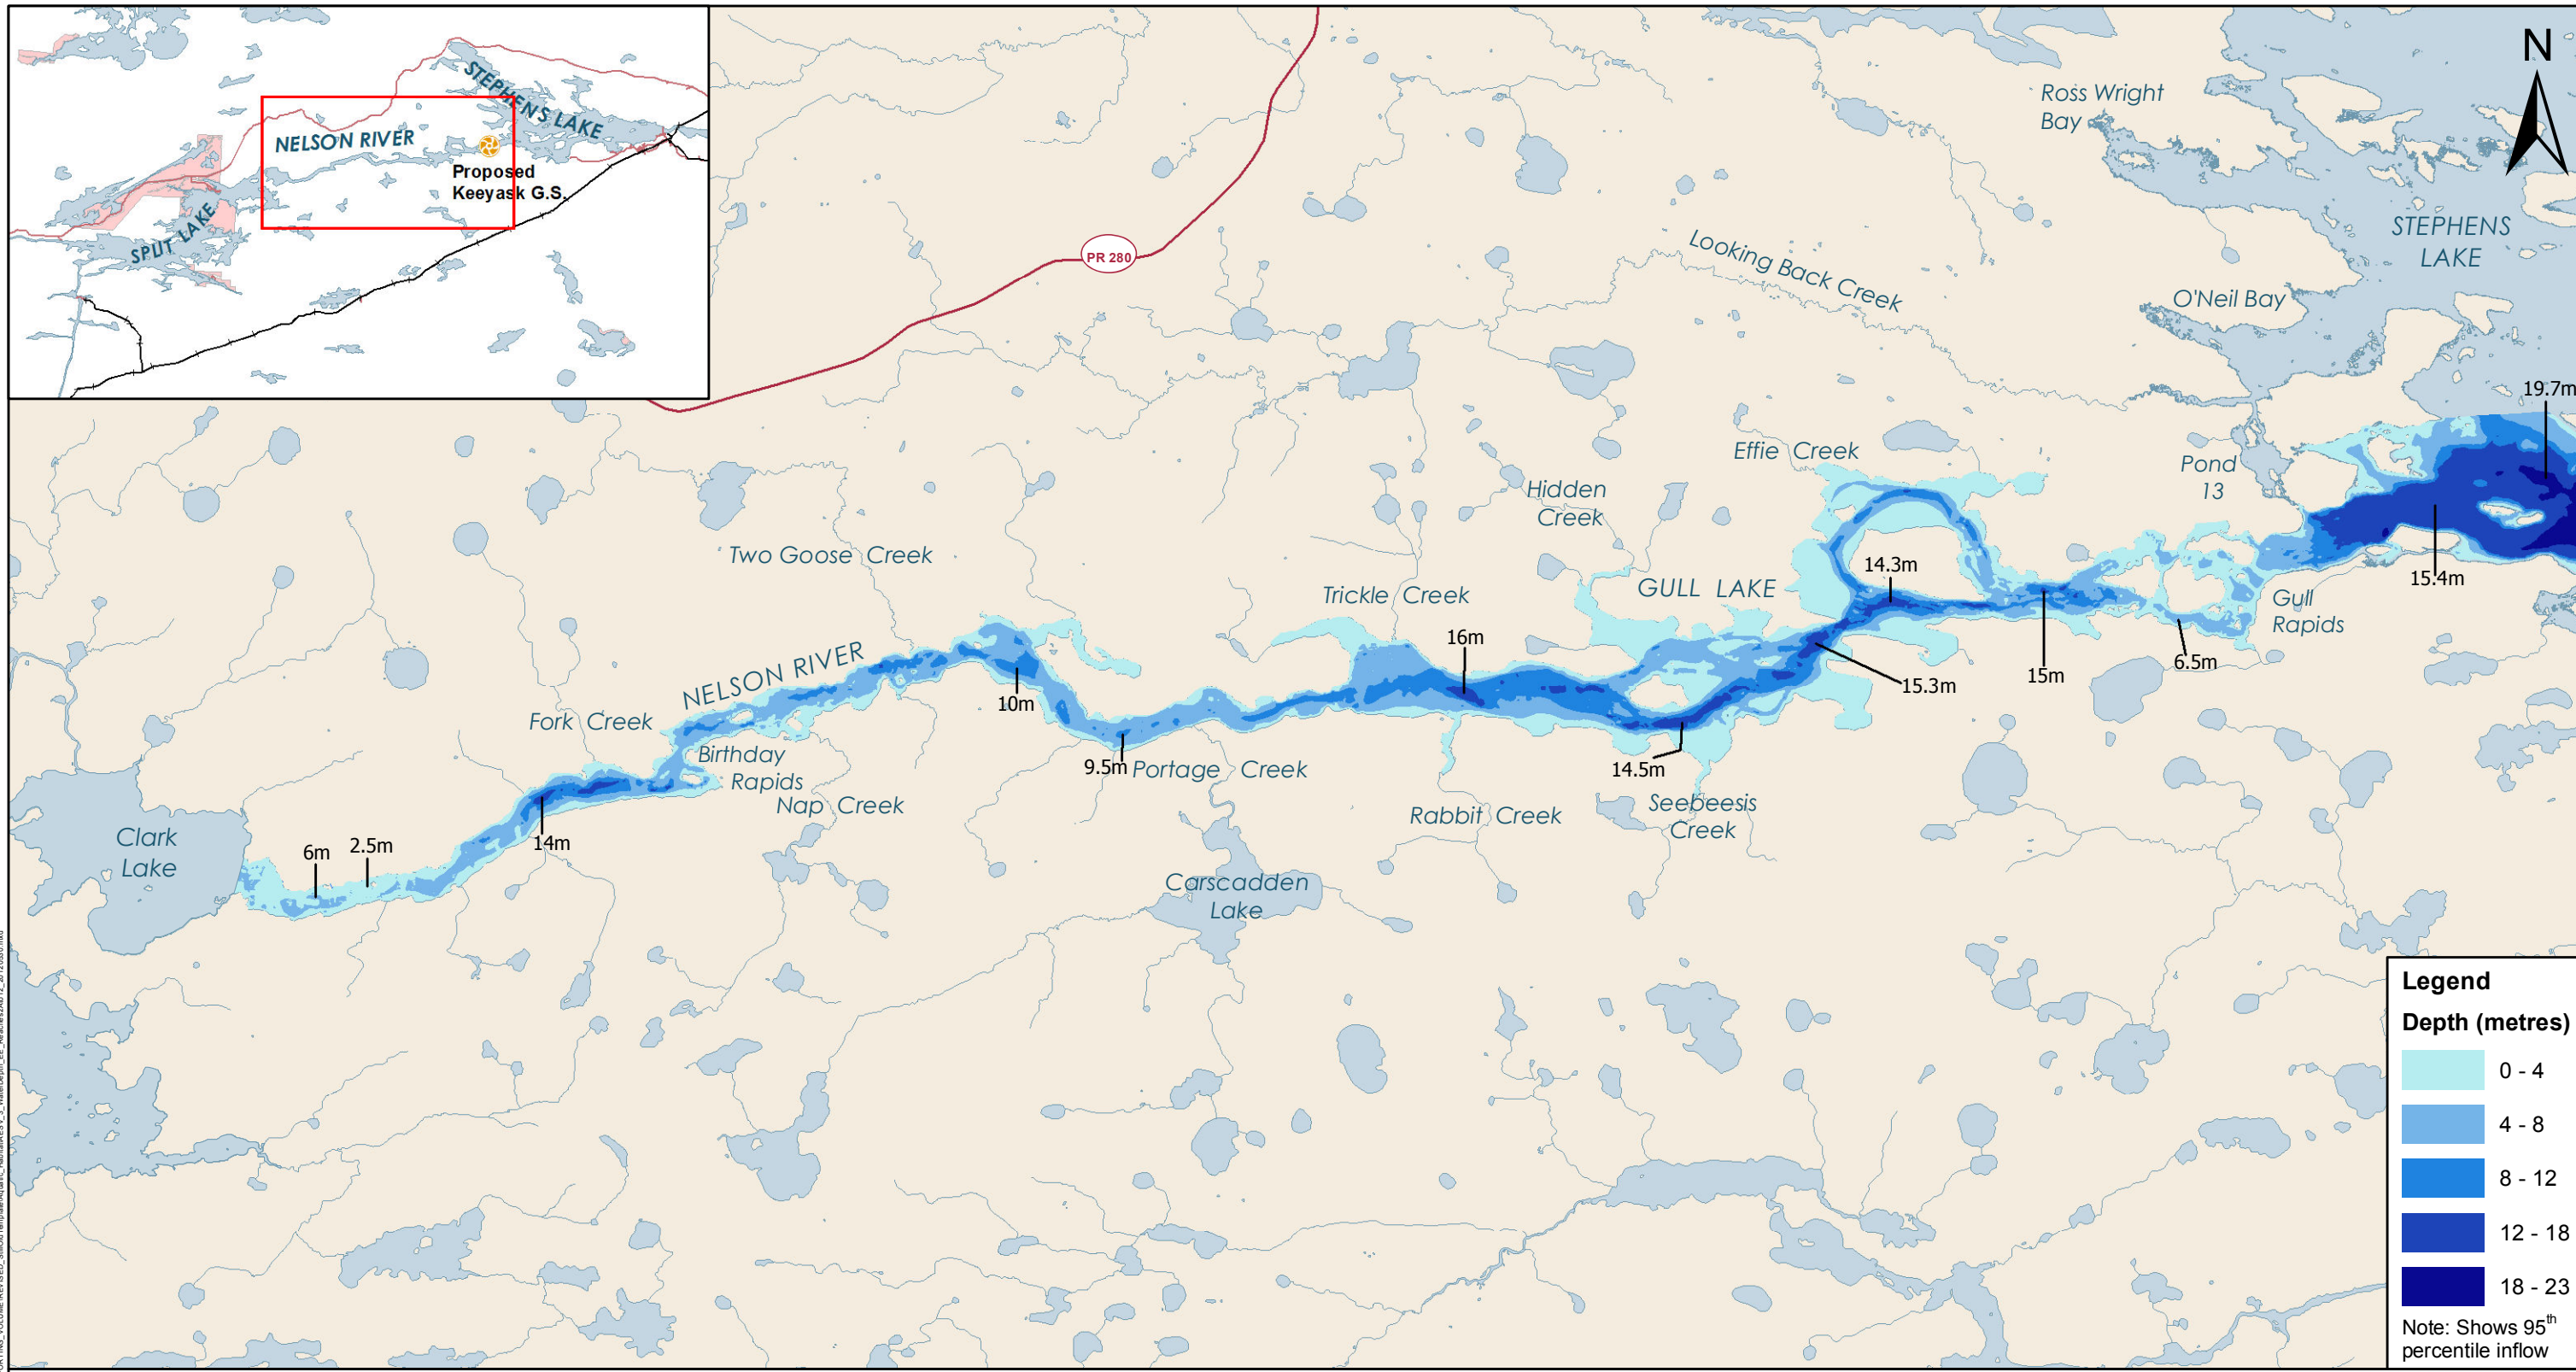 STEPHENS LAKE
NELSON RIVER
Proposed
Keeyask G.S.
SPLIT LAKE
N
Ross Wright
Bay
STEPHENS
LAKE
PR 280
Looking Back Creek
O'Neil Bay
19.7m
Effie Creek
Pond
13
Hidden
Creek
Two Goose Creek
14.3m
15.4m
Trickle Creek
GULL LAKE
Gull
Rapids
16m
6.5m
15m
15.3m
NELSON RIVER
10m
Fork Creek
Birthday
Rapids
9.5m
Portage Creek
14.5m
Nap Creek
Rabbit Creek
Seebeesis
Creek
Clark
Lake
6m
2.5m
14m
Carscadden
Lake
Legend
Depth (metres)
0 - 4
4 - 8
8 - 12
12 - 18
18 - 23
Note: Shows 95th
percentile inflow